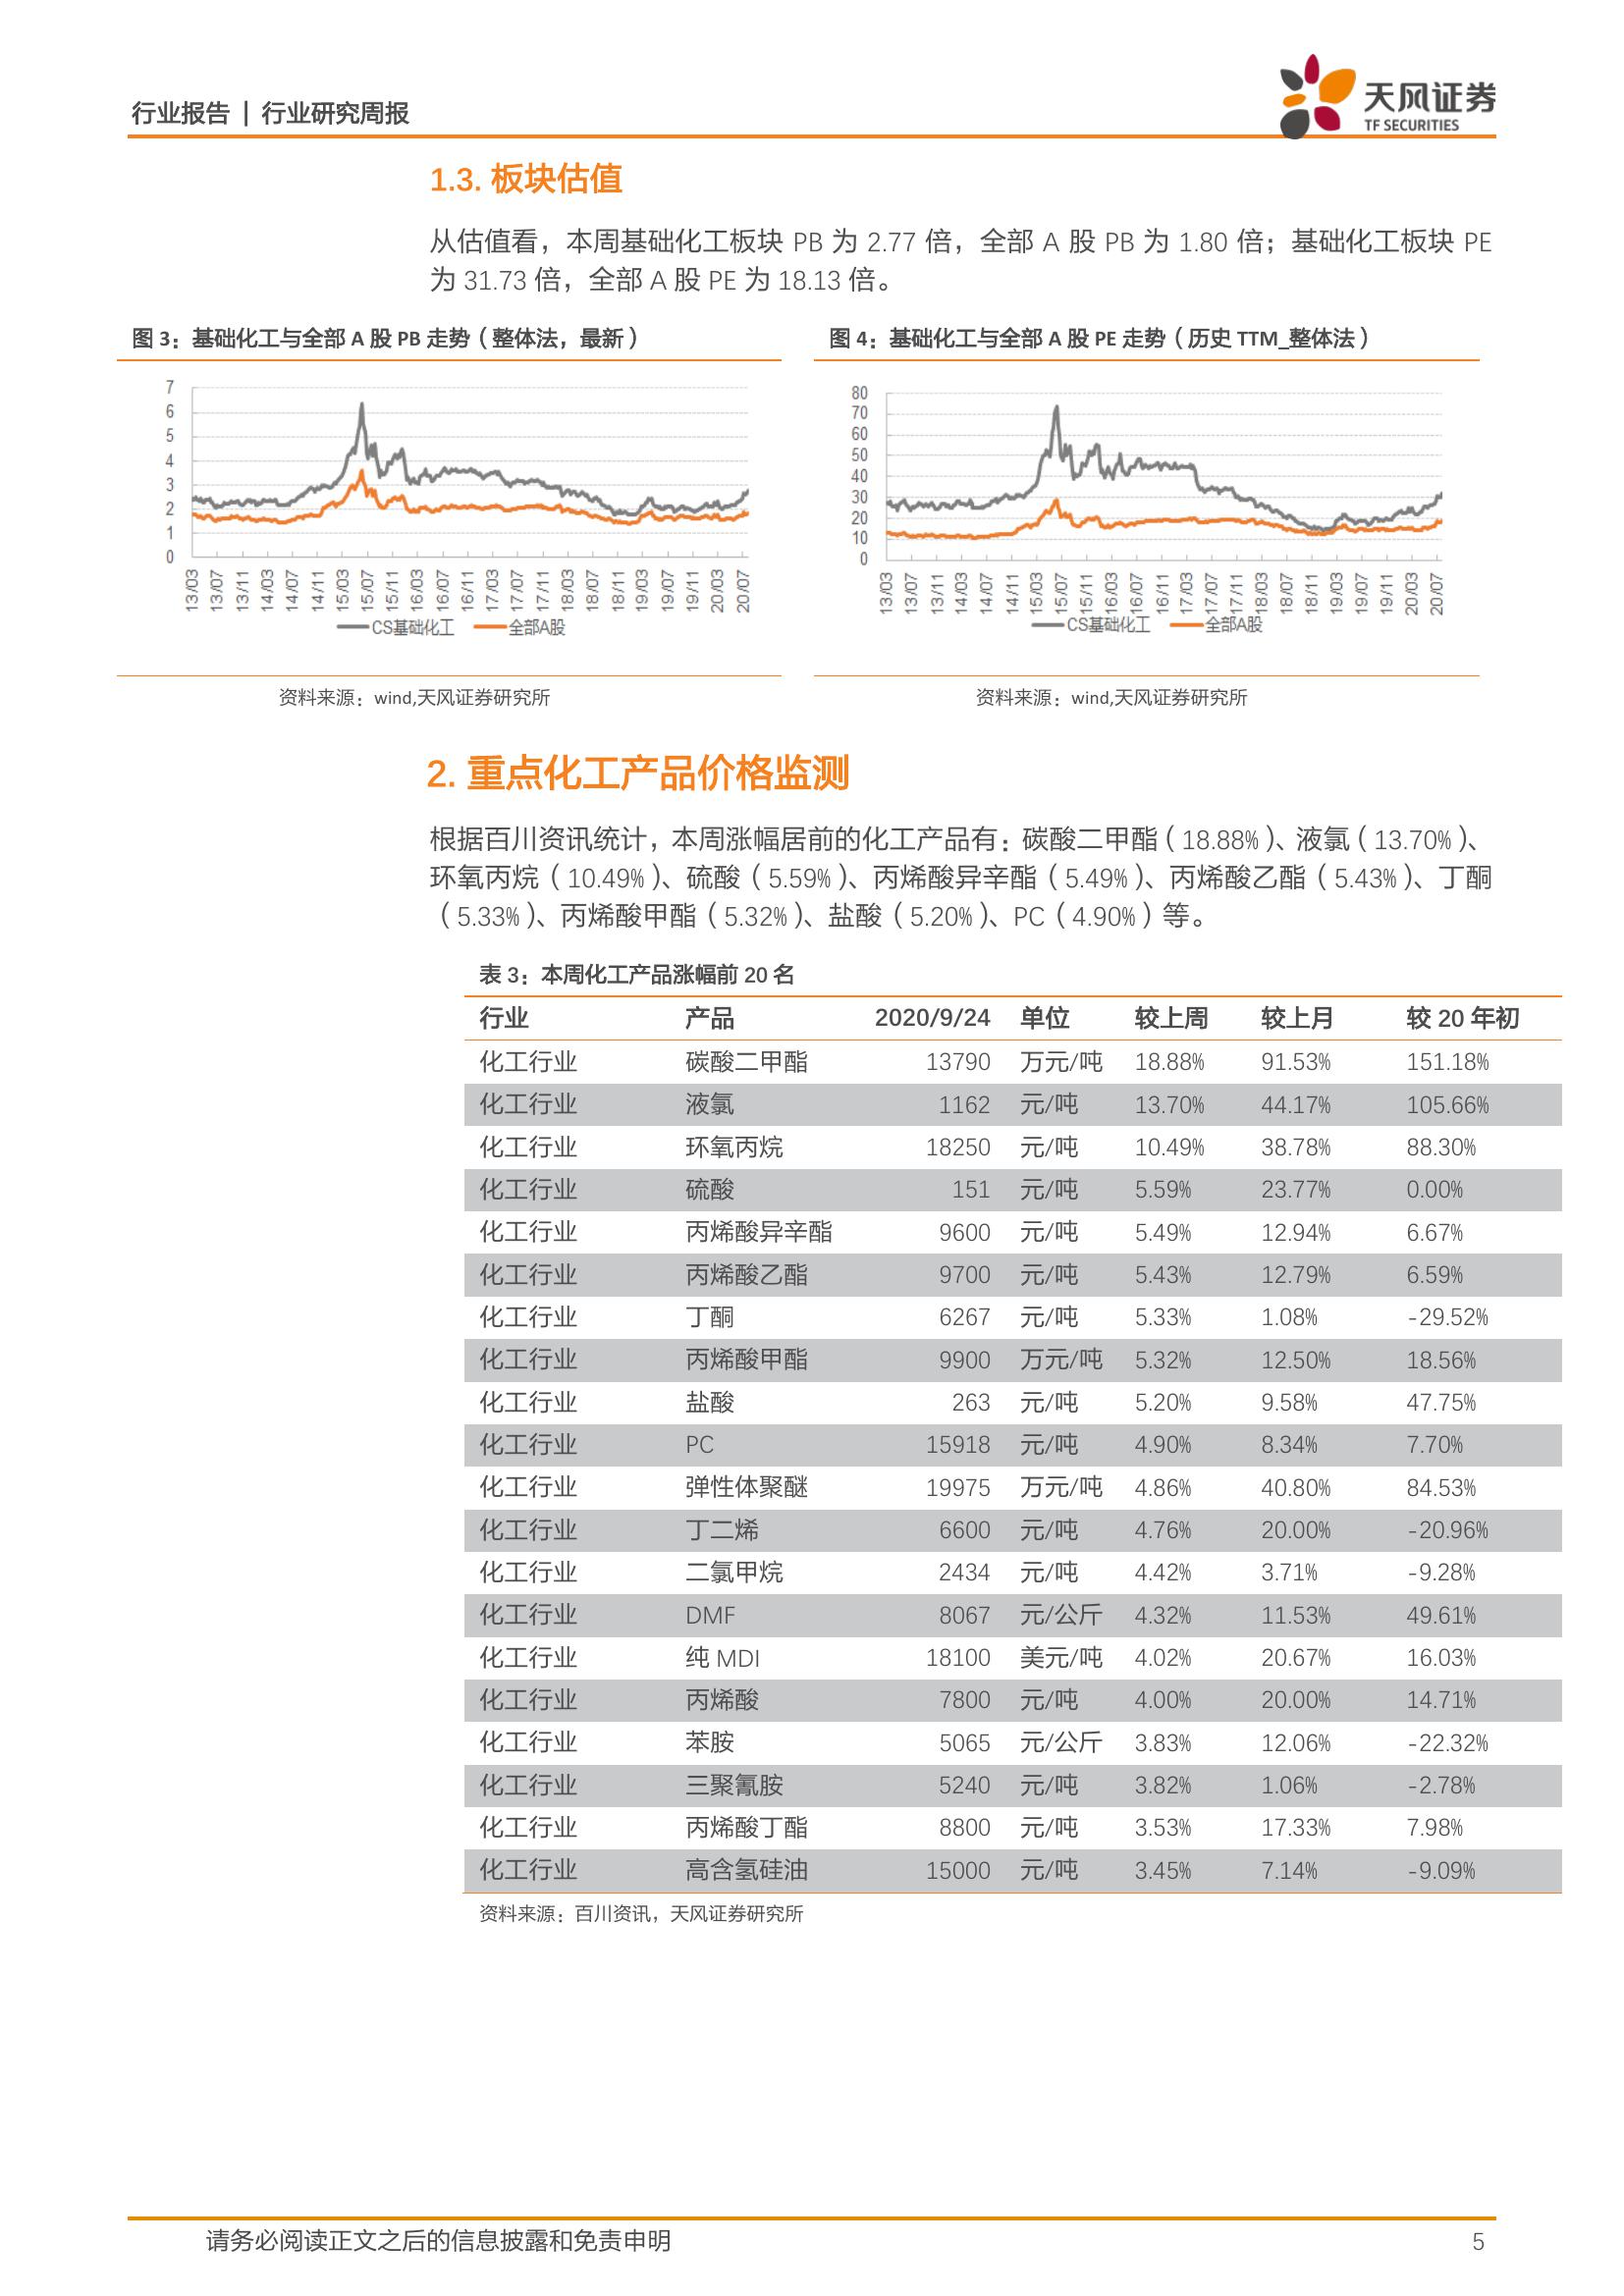 行业报告 | 行业研究周报
天风证券
TF SECURITIES
1.3. 板块估值
从估值看，本周基础化工板块 PB 为 2.77 倍，全部 A 股 PB 为 1.80 倍；基础化工板块 PE
为 31.73 倍，全部 A 股 PE 为 18.13 倍。
图 3：基础化工与全部 A 股 PB 走势（整体法，最新）
7
6
5
4
3
2
1
0
13/03 13/07 13/11 14/03 14/07 14/11 15/03 15/07 15/11 16/03 16/07 16/11 17/03 17/07 17/11 18/03 18/07 18/11 19/03 19/07 19/11 20/03 20/07
CS基础化工 全部A股
资料来源：wind,天风证券研究所
图 4：基础化工与全部 A 股 PE 走势（历史 TTM_整体法）
80
70
60
50
40
30
20
10
0
13/03 13/07 13/11 14/03 14/07 14/11 15/03 15/07 15/11 16/03 16/07 16/11 17/03 17/07 17/11 18/03 18/07 18/11 19/03 19/07 19/11 20/03 20/07
CS基础化工 全部A股
资料来源：wind,天风证券研究所
2. 重点化工产品价格监测
根据百川资讯统计，本周涨幅居前的化工产品有：碳酸二甲酯（18.88%）、液氯（13.70%）、
环氧丙烷（10.49%）、硫酸（5.59%）、丙烯酸异辛酯（5.49%）、丙烯酸乙酯（5.43%）、丁酮
（5.33%）、丙烯酸甲酯（5.32%）、盐酸（5.20%）、PC（4.90%）等。
表 3：本周化工产品涨幅前 20 名
行业 产品 2020/9/24 单位 较上周 较上月 较 20 年初
化工行业 碳酸二甲酯 13790 万元/吨 18.88% 91.53% 151.18%
化工行业 液氯 1162 元/吨 13.70% 44.17% 105.66%
化工行业 环氧丙烷 18250 元/吨 10.49% 38.78% 88.30%
化工行业 硫酸 151 元/吨 5.59% 23.77% 0.00%
化工行业 丙烯酸异辛酯 9600 元/吨 5.49% 12.94% 6.67%
化工行业 丙烯酸乙酯 9700 元/吨 5.43% 12.79% 6.59%
化工行业 丁酮 6267 元/吨 5.33% 1.08% -29.52%
化工行业 丙烯酸甲酯 9900 万元/吨 5.32% 12.50% 18.56%
化工行业 盐酸 263 元/吨 5.20% 9.58% 47.75%
化工行业 PC 15918 元/吨 4.90% 8.34% 7.70%
化工行业 弹性体聚醚 19975 万元/吨 4.86% 40.80% 84.53%
化工行业 丁二烯 6600 元/吨 4.76% 20.00% -20.96%
化工行业 二氯甲烷 2434 元/吨 4.42% 3.71% -9.28%
化工行业 DMF 8067 元/公斤 4.32% 11.53% 49.61%
化工行业 纯 MDI 18100 美元/吨 4.02% 20.67% 16.03%
化工行业 丙烯酸 7800 元/吨 4.00% 20.00% 14.71%
化工行业 苯胺 5065 元/公斤 3.83% 12.06% -22.32%
化工行业 三聚氰胺 5240 元/吨 3.82% 1.06% -2.78%
化工行业 丙烯酸丁酯 8800 元/吨 3.53% 17.33% 7.98%
化工行业 高含氢硅油 15000 元/吨 3.45% 7.14% -9.09%
资料来源：百川资讯，天风证券研究所
请务必阅读正文之后的信息披露和免责申明 5